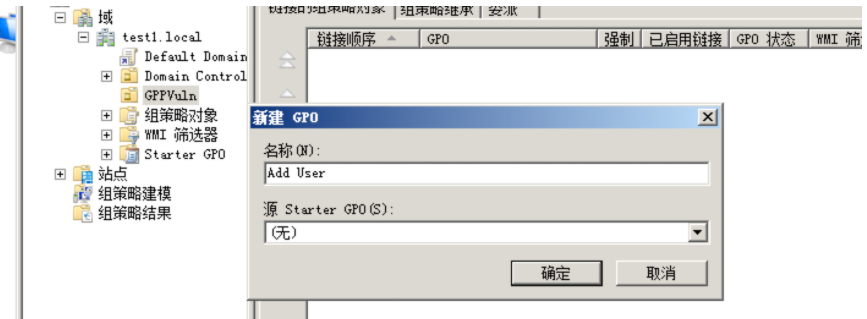 域
test1.local
Default Domain
Domain Control
GPPVuln
组策略对象
WMI 筛选器
Starter GPO
站点
组策略建模
组策略结果
链接的组策略对象 组策略继承 委派
链接顺序 GPO 强制 已启用链接 GPO 状态 WMI 筛
新建 GPO
名称(N):
Add User
源 Starter GPO(S):
(无)
确定 取消